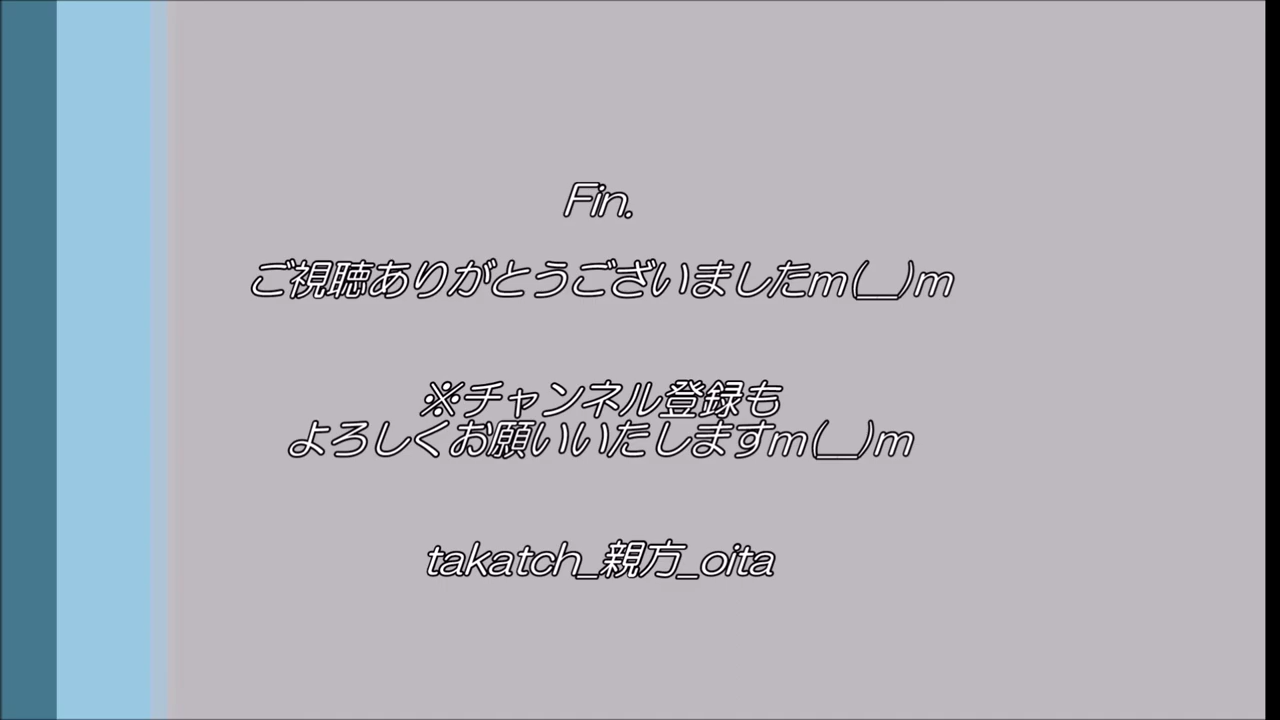 Fin.
ご視聴ありがとうございましたm(__)m
※チャンネル登録も
よろしくお願いいたしますm(__)m
takatch_親方_oita